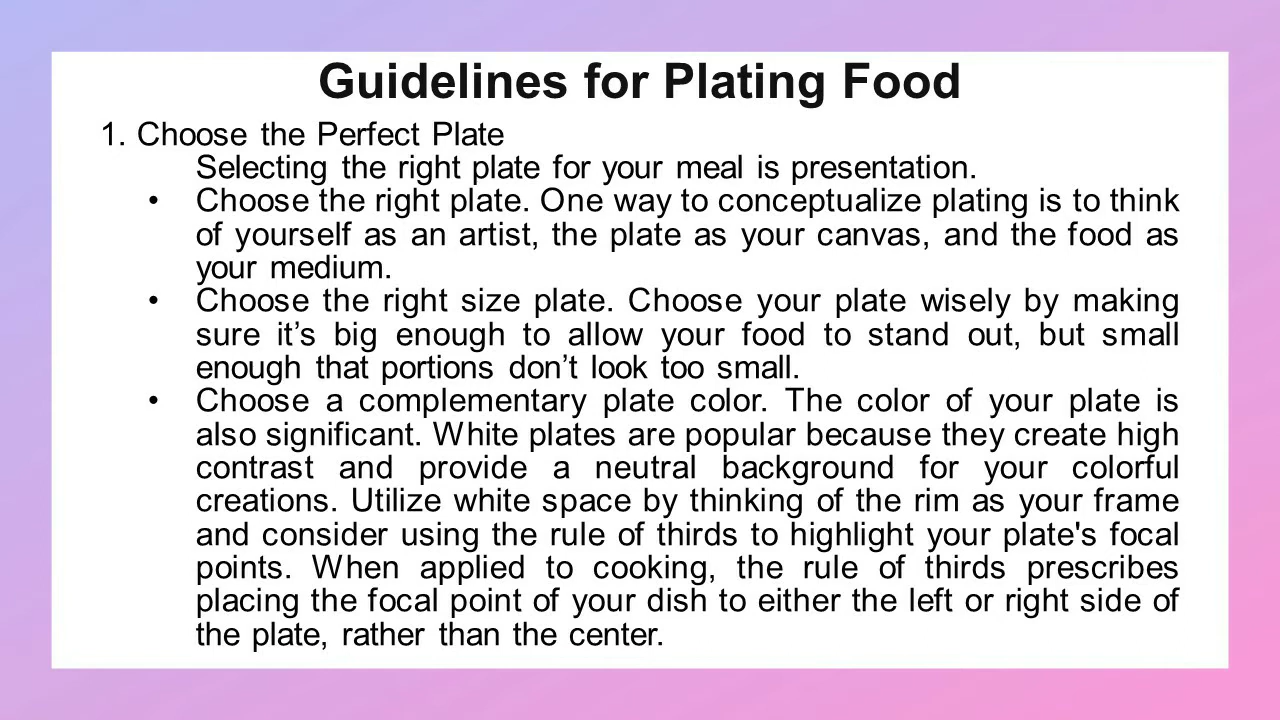 Guidelines for Plating Food
1. Choose the Perfect Plate
Selecting the right plate for your meal is presentation.
• Choose the right plate. One way to conceptualize plating is to think
of yourself as an artist, the plate as your canvas, and the food as
your medium.
• Choose the right size plate. Choose your plate wisely by making
sure it’s big enough to allow your food to stand out, but small
enough that portions don’t look too small.
• Choose a complementary plate color. The color of your plate is
also significant. White plates are popular because they create high
contrast and provide a neutral background for your colorful
creations. Utilize white space by thinking of the rim as your frame
and consider using the rule of thirds to highlight your plate's focal
points. When applied to cooking, the rule of thirds prescribes
placing the focal point of your dish to either the left or right side of
the plate, rather than the center.